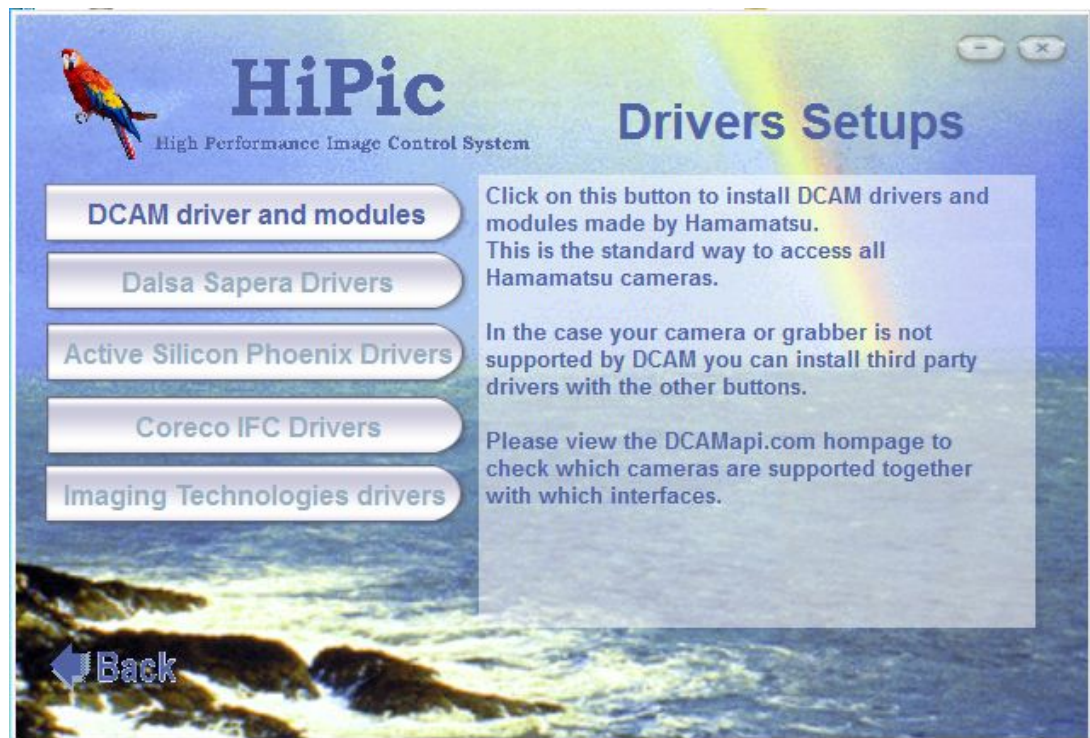 HiPic
High Performance Image Control System
Drivers Setups
DCAM driver and modules
Dalsa Sapera Drivers
Active Silicon Phoenix Drivers
Coreco IFC Drivers
Imaging Technologies drivers
Click on this button to install DCAM drivers and
modules made by Hamamatsu.
This is the standard way to access all
Hamamatsu cameras.
In the case your camera or grabber is not
supported by DCAM you can install third party
drivers with the other buttons.
Please view the DCAMapi.com hompage to
check which cameras are supported together
with which interfaces.
Back